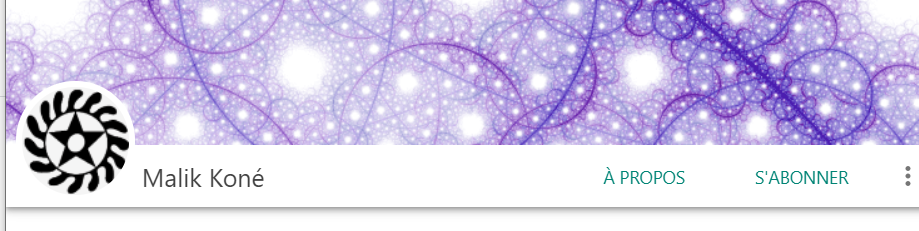 Malik Koné
À PROPOS
S'ABONNER